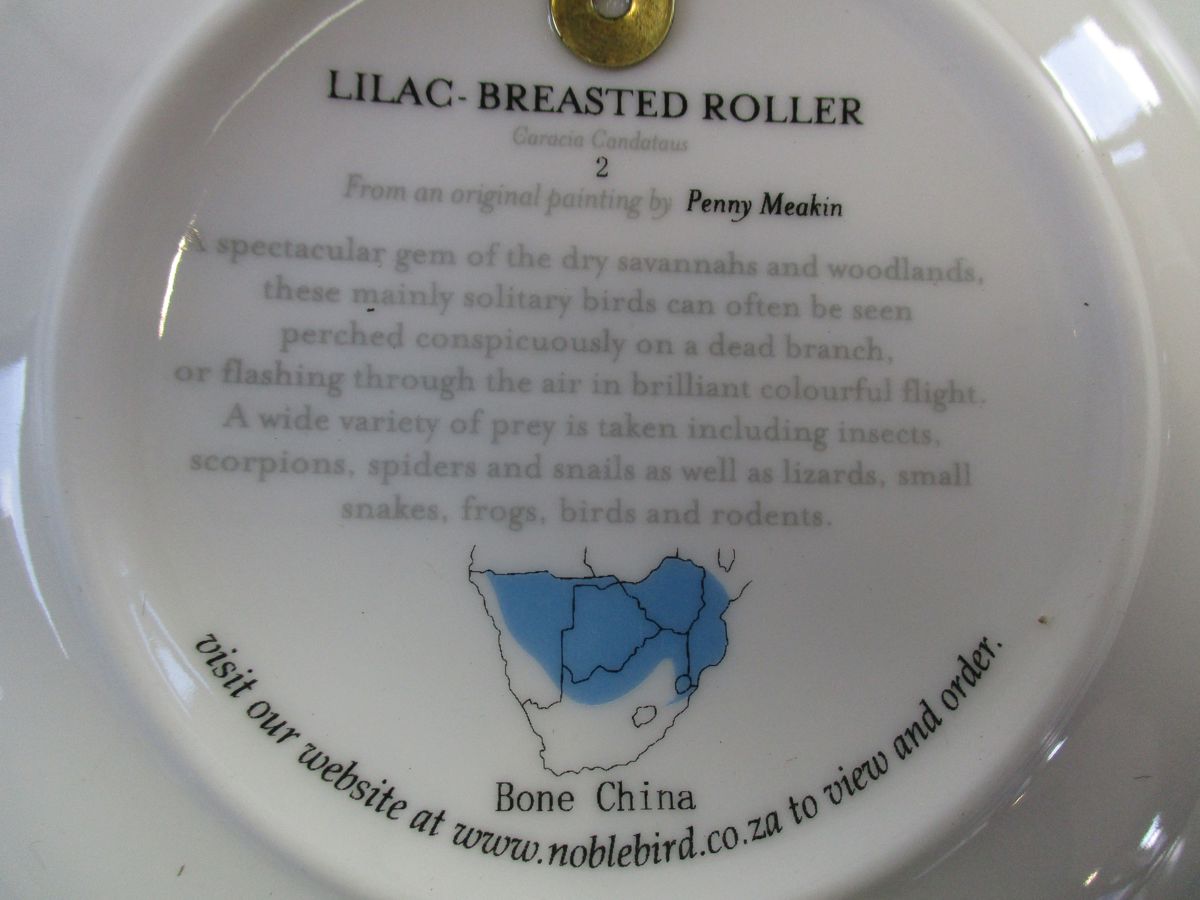 LILAC-BREASTED ROLLER
Caracia Candataus
2
From an original painting by Penny Meakin
A spectacular gem of the dry savannahs and woodlands,
these mainly solitary birds can often be seen
perched conspicuously on a dead branch,
or flashing through the air in brilliant colourful flight.
A wide variety of prey is taken including insects,
scorpions, spiders and snails as well as lizards, small
snakes, frogs, birds and rodents.
Bone China
visit our website at www.noblebird.co.za to view and order.